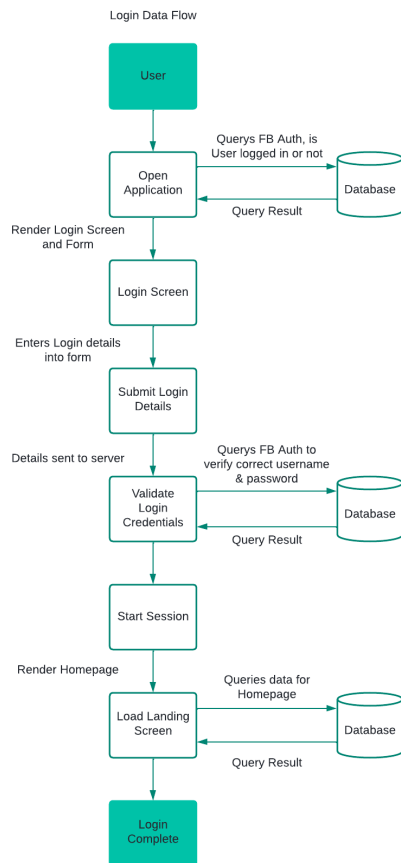 Login Data Flow
User
Querys FB Auth, is
User logged in or not
Open
Application
Database
Query Result
Render Login Screen
and Form
Login Screen
Enters Login details
into form
Submit Login
Details
Details sent to server
Querys FB Auth to
verify correct username
& password
Validate
Login
Credentials
Database
Query Result
Start Session
Render Homepage
Queries data for
Homepage
Load Landing
Screen
Database
Query Result
Login
Complete